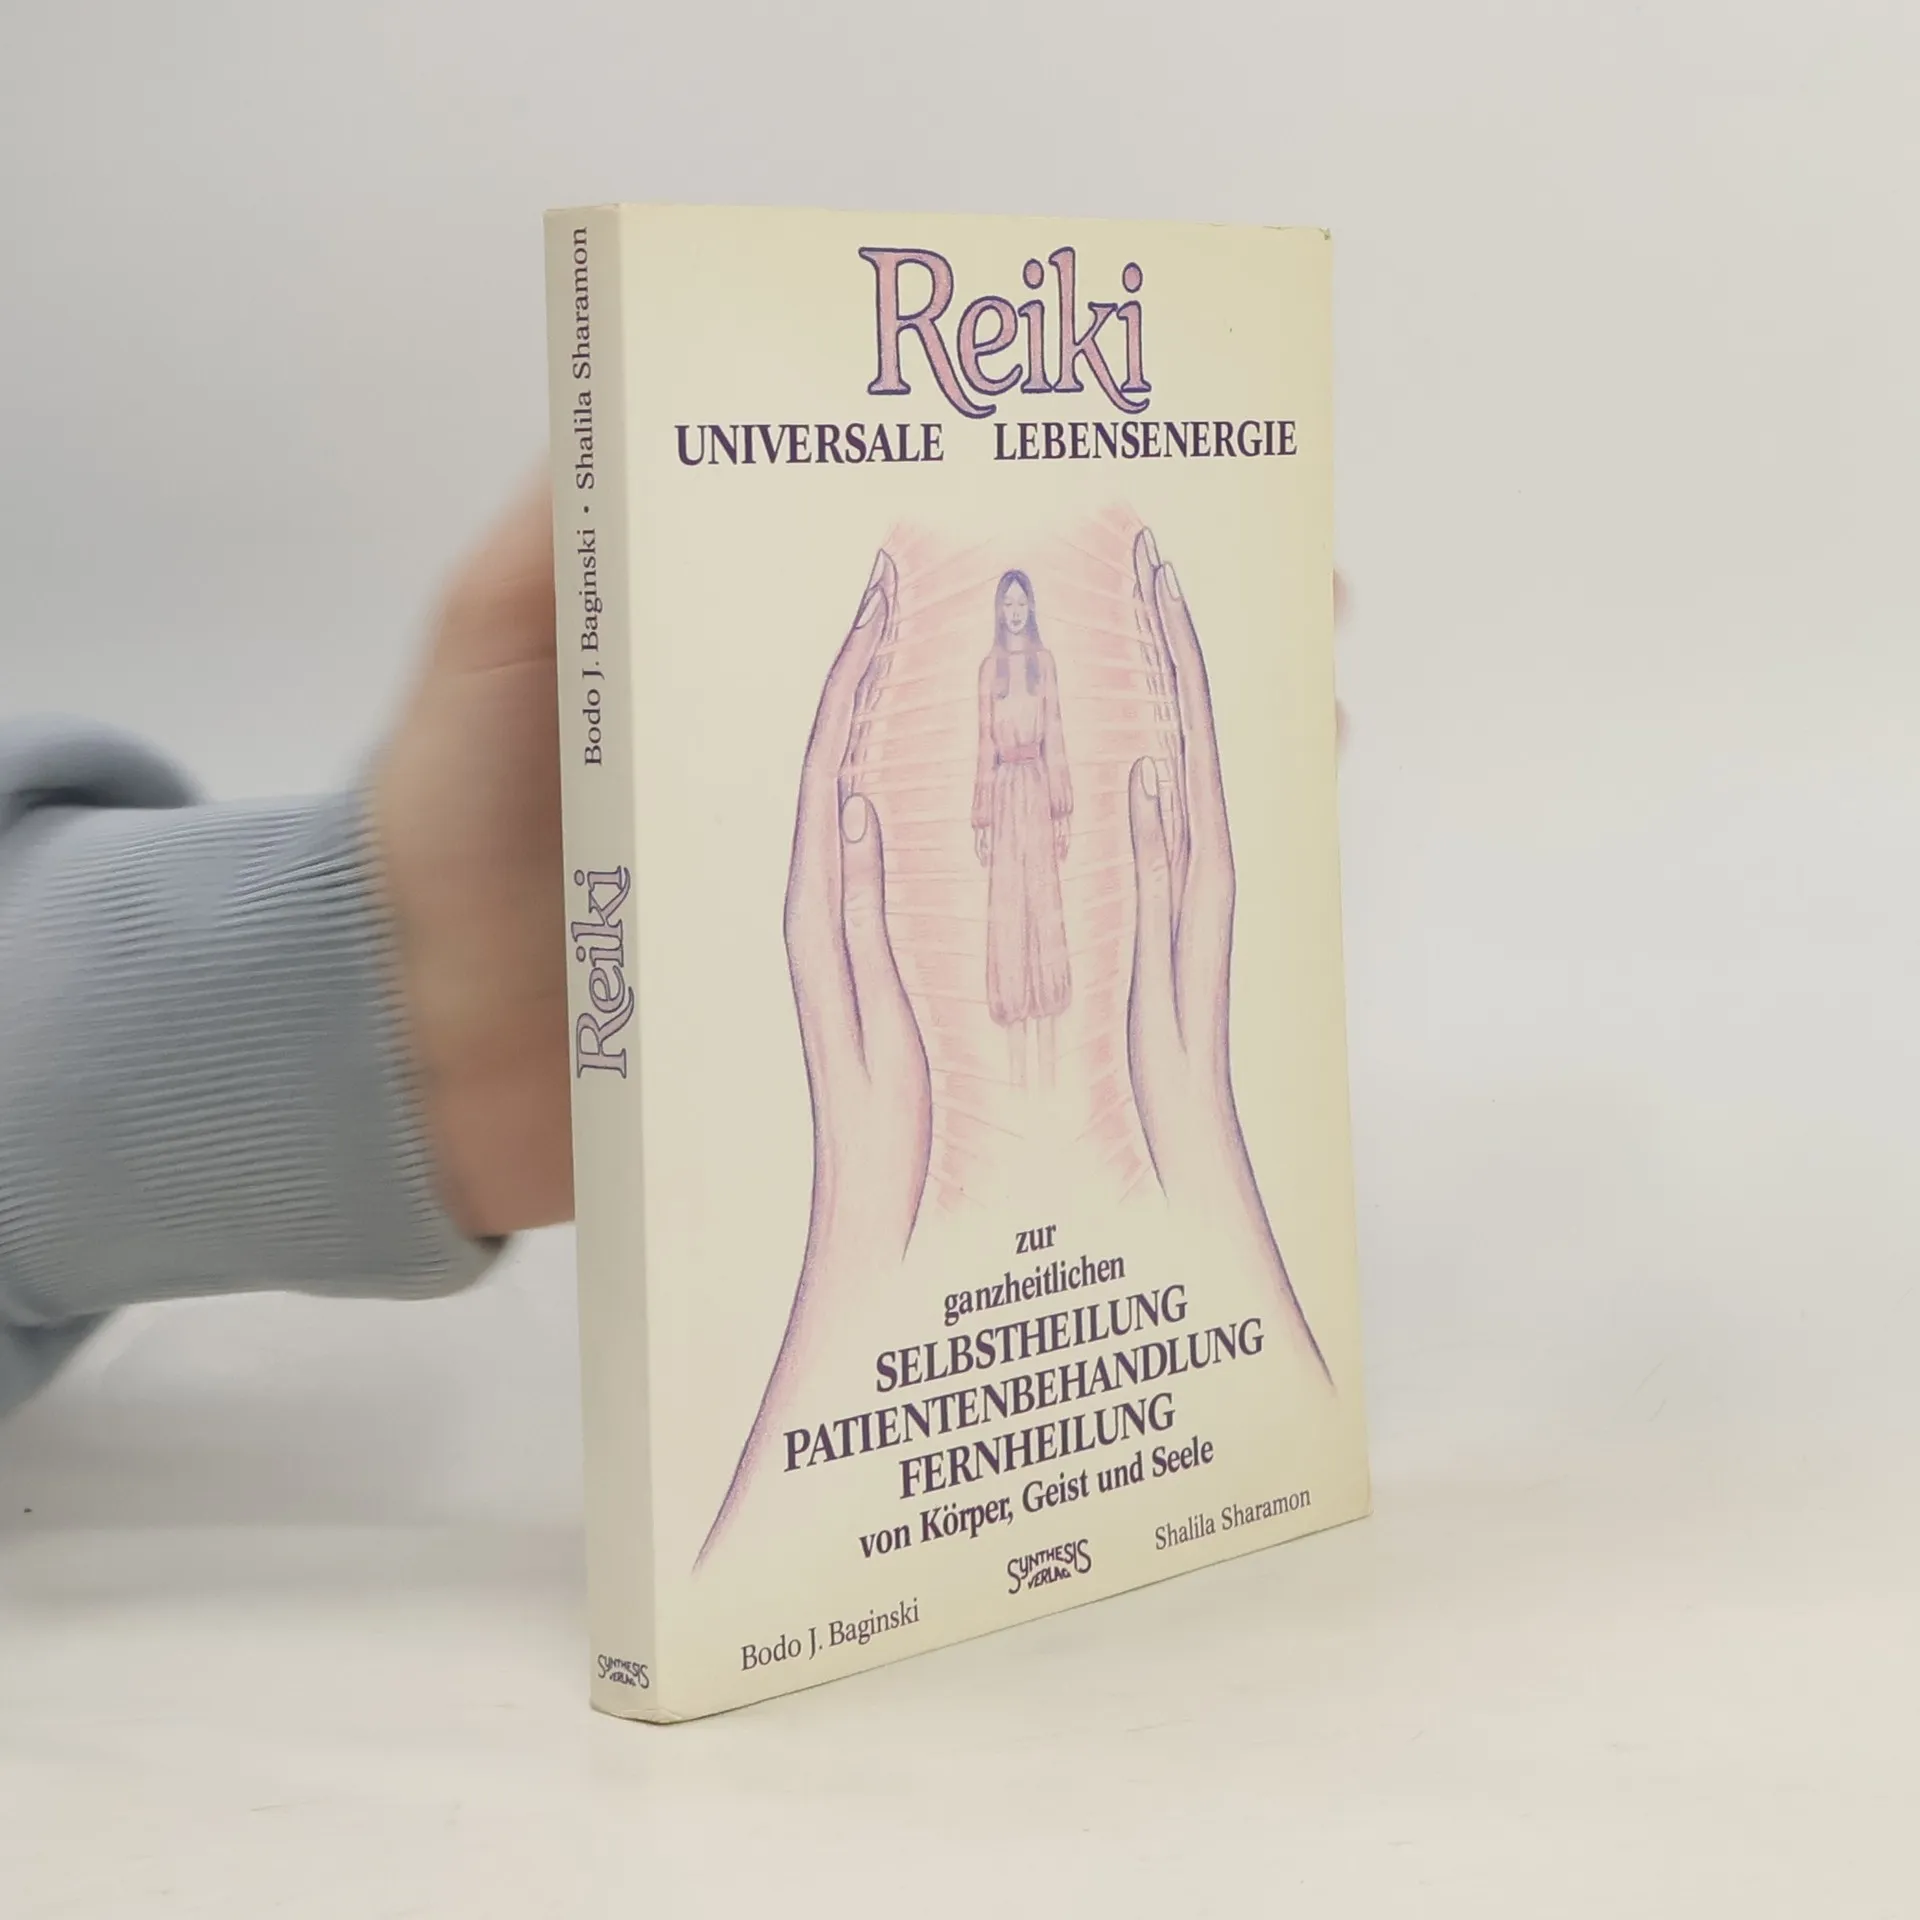 Bodo J. Baginski • Shalila Sharamon
Reiki
SYNTHESIS
VERLAG
Reiki
UNIVERSALE LEBENSENERGIE
zur
ganzheitlichen
SELBSTHEILUNG
PATIENTENBEHANDLUNG
FERNHEILUNG
von Körper, Geist und Seele
Bodo J. Baginski
SYNTHESIS
VERLAG
Shalila Sharamon